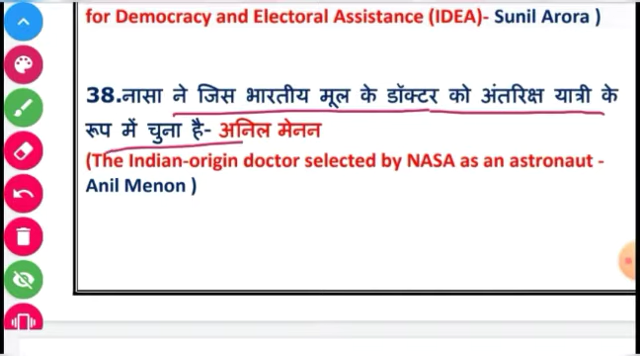 for Democracy and Electoral Assistance (IDEA)- Sunil Arora )
38.नासा ने जिस भारतीय मूल के डॉक्टर को अंतरिक्ष यात्री के
रूप में चुना है- अनिल मेनन
(The Indian-origin doctor selected by NASA as an astronaut -
Anil Menon )